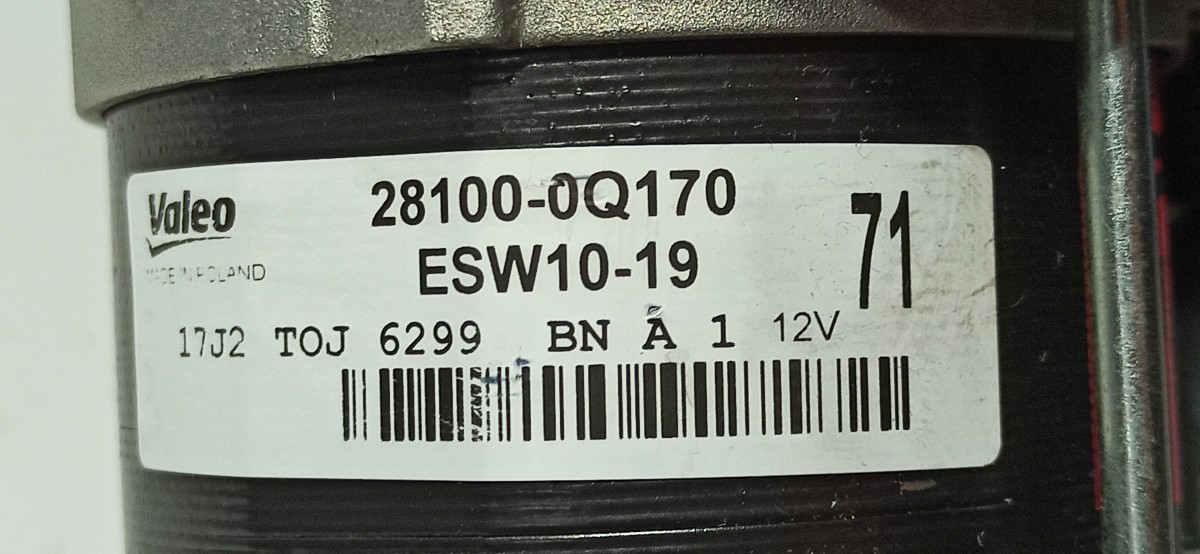 Valeo
MADE IN POLAND
28100-0Q170
ESW10-19
71
17J2 TOJ 6299 BN A 1 12V